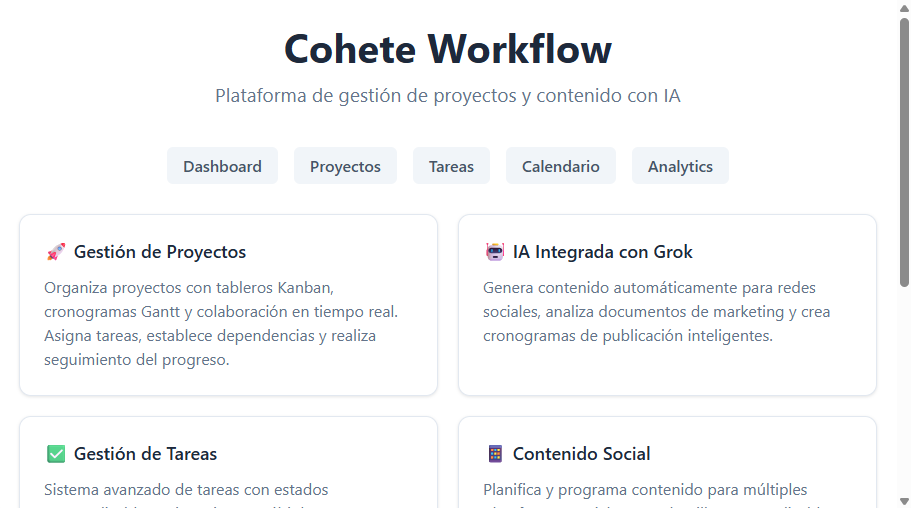 Cohete Workflow
Plataforma de gestión de proyectos y contenido con IA
Dashboard
Proyectos
Tareas
Calendario
Analytics
Gestión de Proyectos
Organiza proyectos con tableros Kanban,
cronogramas Gantt y colaboración en tiempo real.
Asigna tareas, establece dependencias y realiza
seguimiento del progreso.
IA Integrada con Grok
Genera contenido automáticamente para redes
sociales, analiza documentos de marketing y crea
cronogramas de publicación inteligentes.
Gestión de Tareas
Sistema avanzado de tareas con estados
Contenido Social
Planifica y programa contenido para múltiples